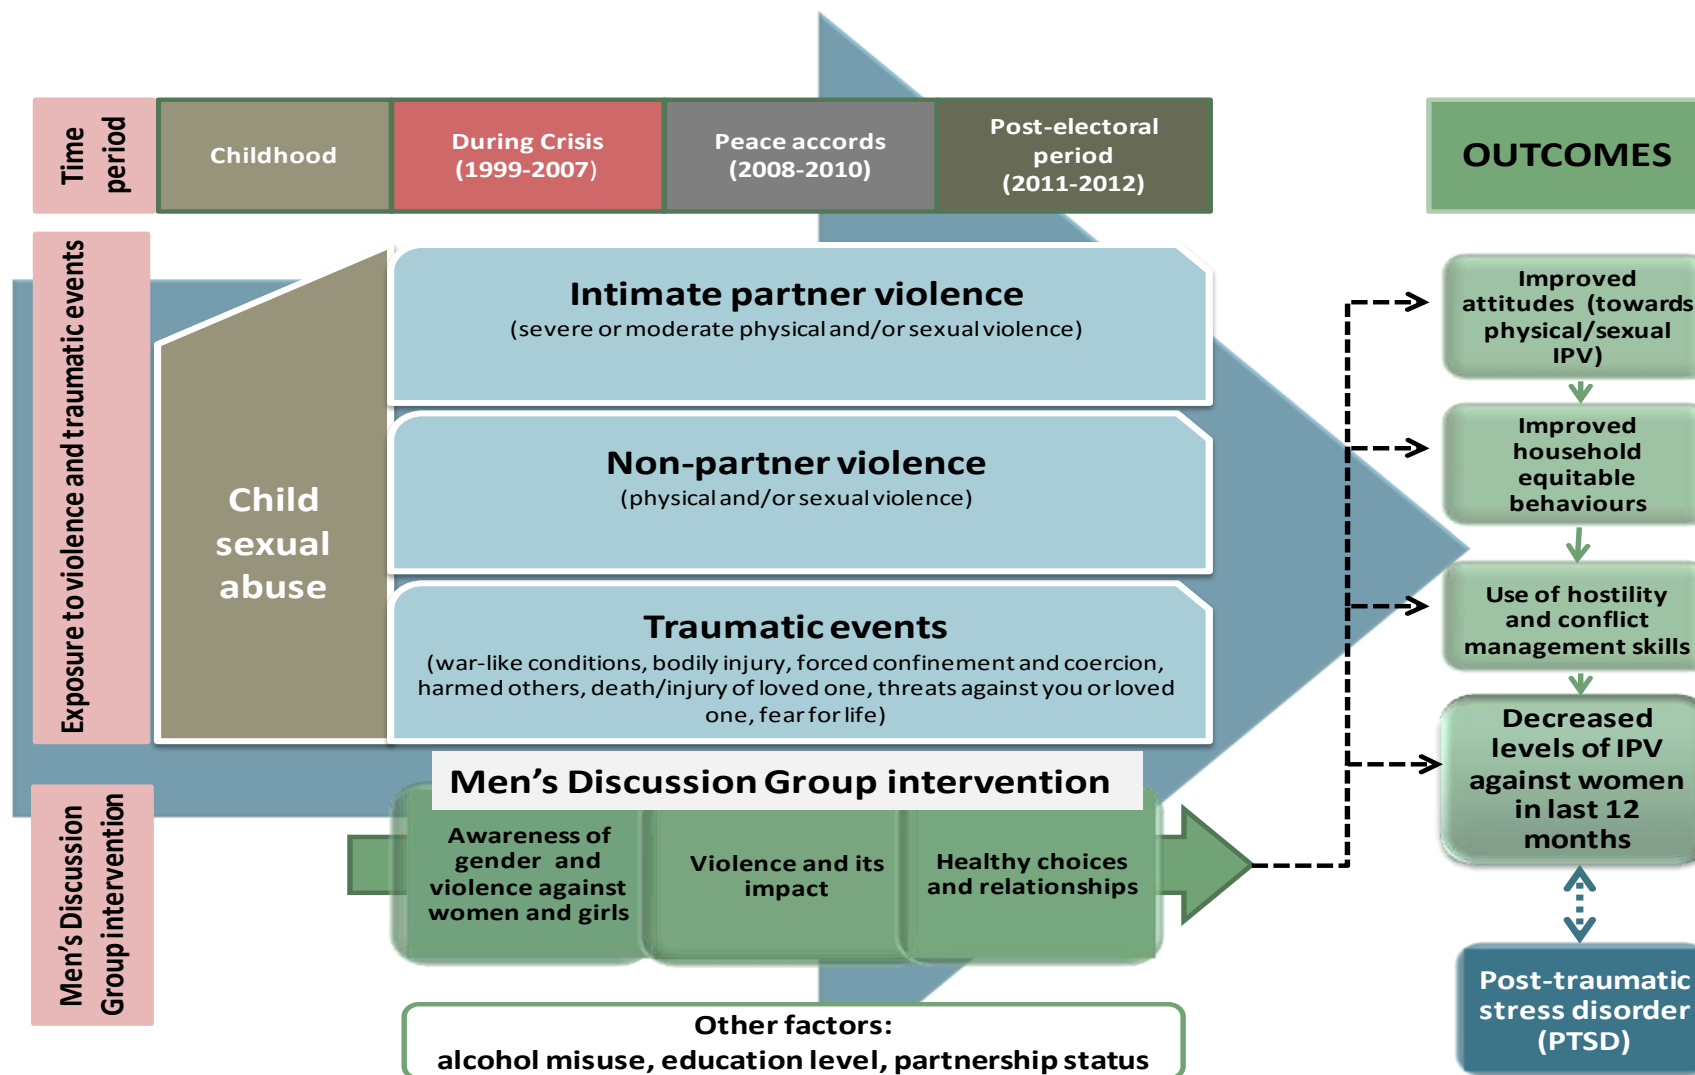 Time
period
Childhood
During Crisis
(1999-2007)
Peace accords
(2008-2010)
Post-electoral
period
(2011-2012)
OUTCOMES
Exposure to violence and traumatic events
Child
sexual
abuse
Intimate partner violence
(severe or moderate physical and/or sexual violence)
Non-partner violence
(physical and/or sexual violence)
Traumatic events
(war-like conditions, bodily injury, forced confinement and coercion,
harmed others, death/injury of loved one, threats against you or loved
one, fear for life)
Men's Discussion
Group intervention
Men's Discussion Group intervention
Awareness of
gender and
violence against
women and girls
Violence and its
impact
Healthy choices
and relationships
Other factors:
alcohol misuse, education level, partnership status
Improved
attitudes (towards
physical/sexual
IPV)
Improved
household
equitable
behaviours
Use of hostility
and conflict
management skills
Decreased
levels of IPV
against women
in last 12
months
Post-traumatic
stress disorder
(PTSD)